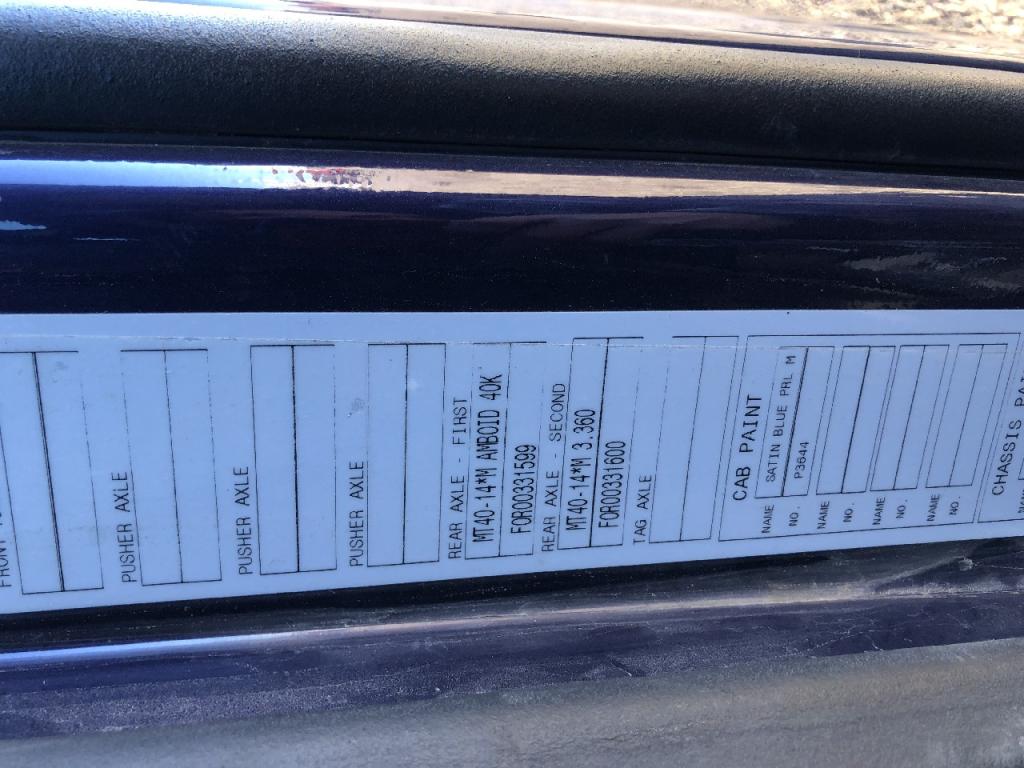 PUSHER AXLE
PUSHER AXLE
PUSHER AXLE
REAR AXLE - FIRST
MT40-14*M AMBOID 40K
FOR00331599
REAR AXLE - SECOND
MT40-14*M 3.360
FOR00331600
TAG AXLE
CAB PAINT
NAME SATIN BLUE PRL M
NO. P3644
NAME
NO.
NAME
NO.
NAME
NO.
CHASSIS